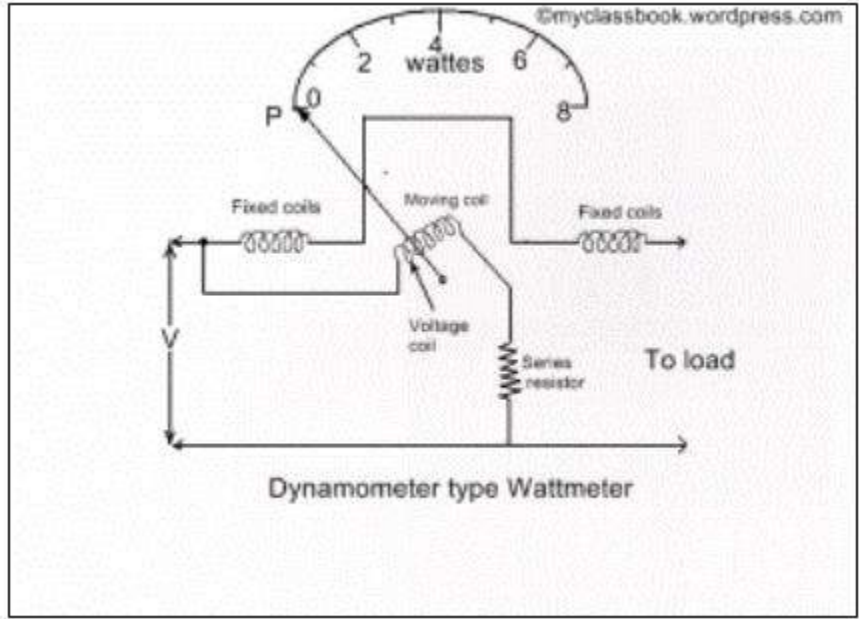 ©myclassbook.wordpress.com
4
2
6
wattes
0
8
P
Moving coil
Fixed coils
Fixed coils
Voltage
coil
V
Series
resistor
To load
Dynamometer type Wattmeter